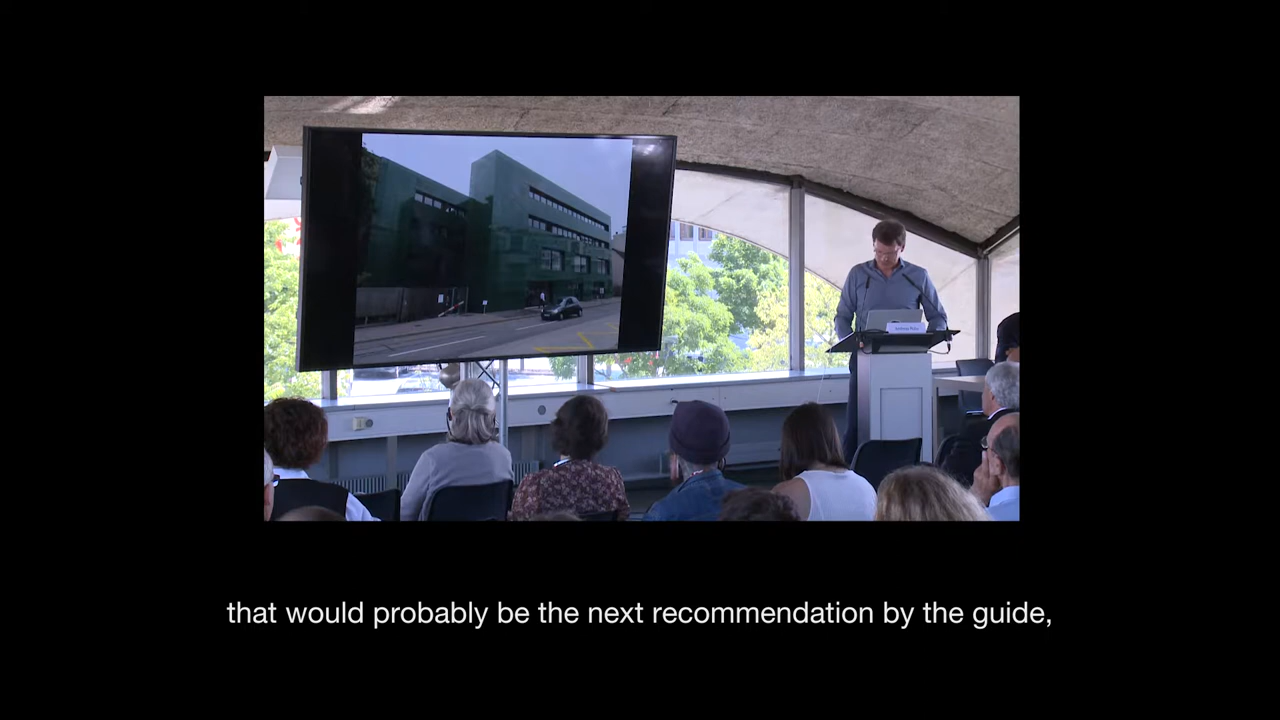 that would probably be the next recommendation by the guide,